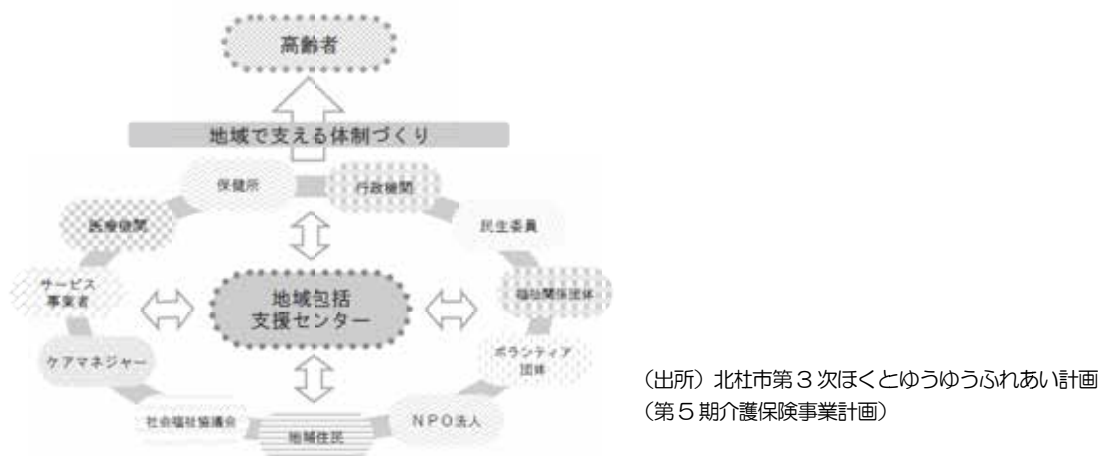 高齢者
地域で支える体制づくり
保健所
行政機関
医療機関
民生委員
サービス
事業者
地域包括
支援センター
福祉関係団体
ケアマネジャー
ボランティア
団体
社会福祉協議会
地域住民
NPO法人
（出所）北杜市第３次ほくとゆうゆうふれあい計画
（第５期介護保険事業計画）